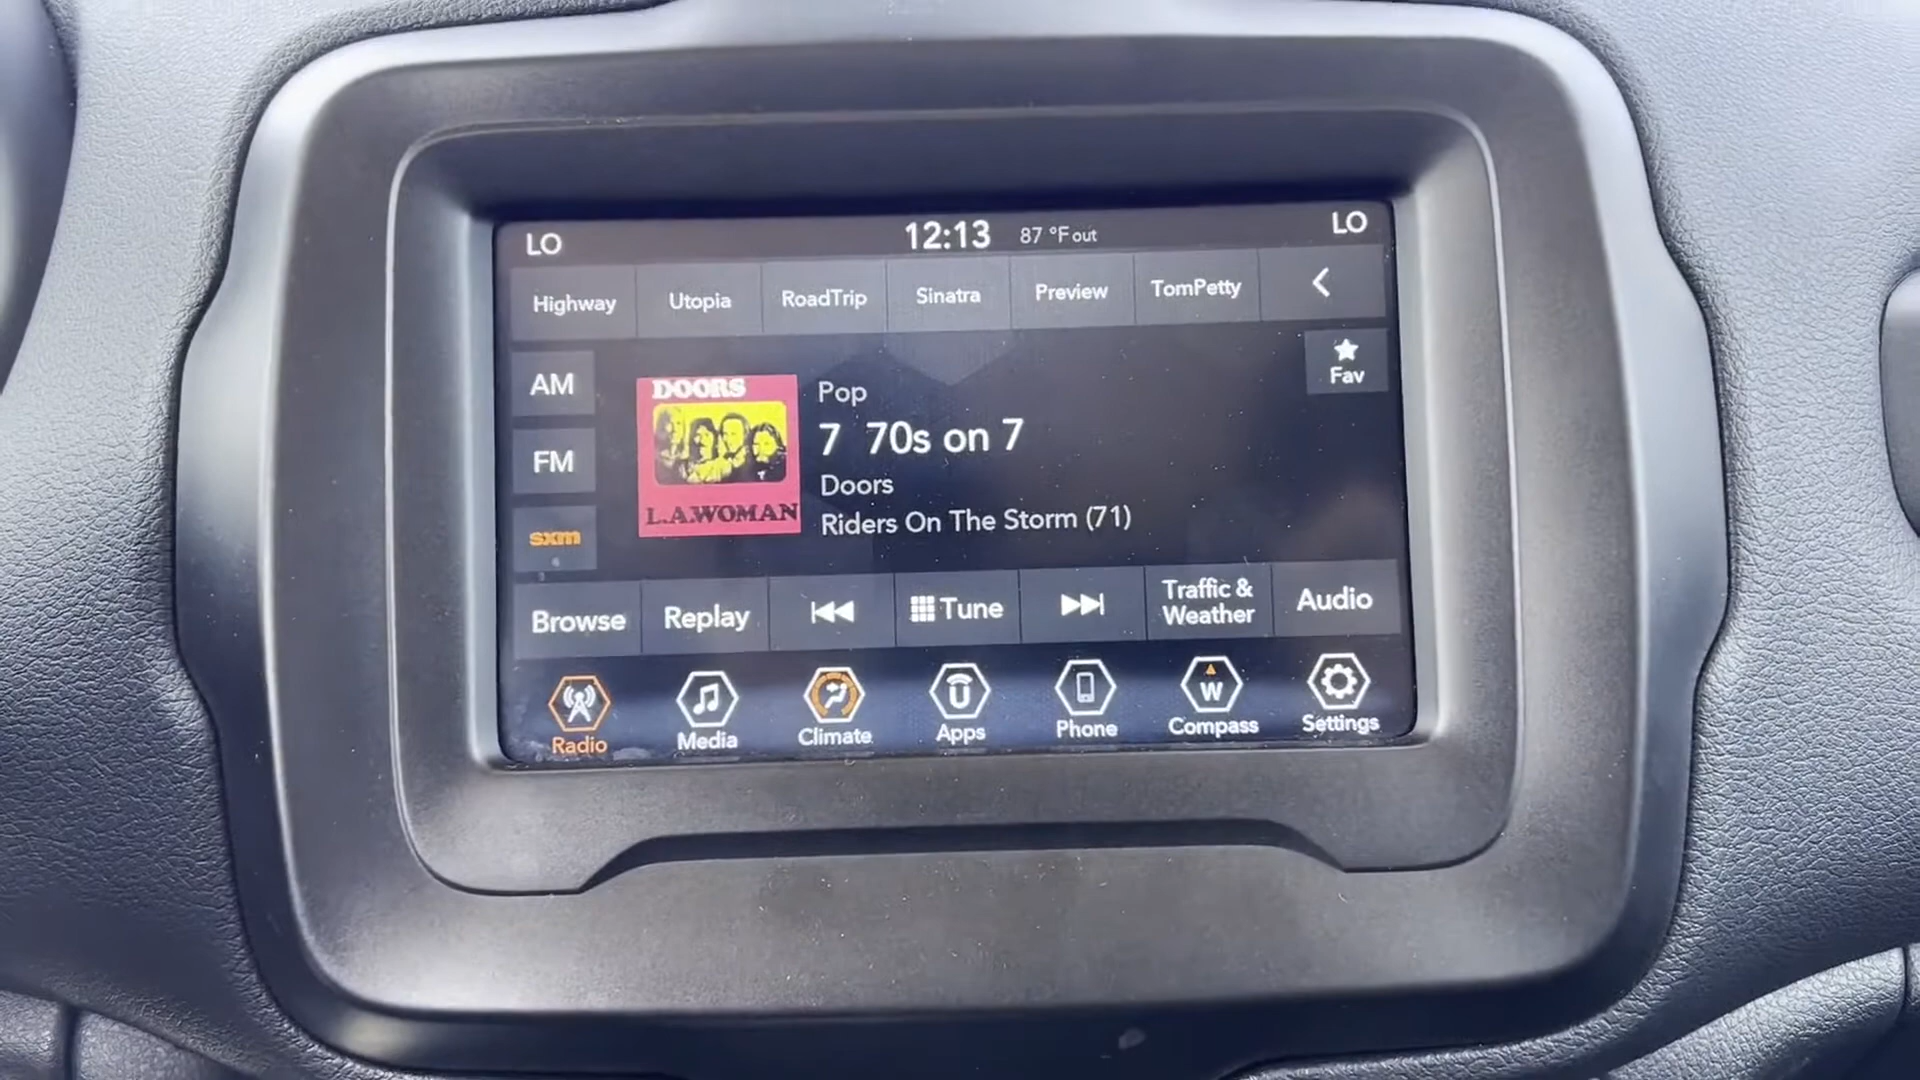 LO
12:13 87 °F out
LO
Highway Utopia RoadTrip Sinatra Preview TomPetty
AM
FM
sxm
DOORS
L.A.WOMAN
Pop
7 70s on 7
Doors
Riders On The Storm (71)
Fav
Browse Replay Tune Traffic & Weather Audio
Radio Media Climate Apps Phone Compass Settings
U
W